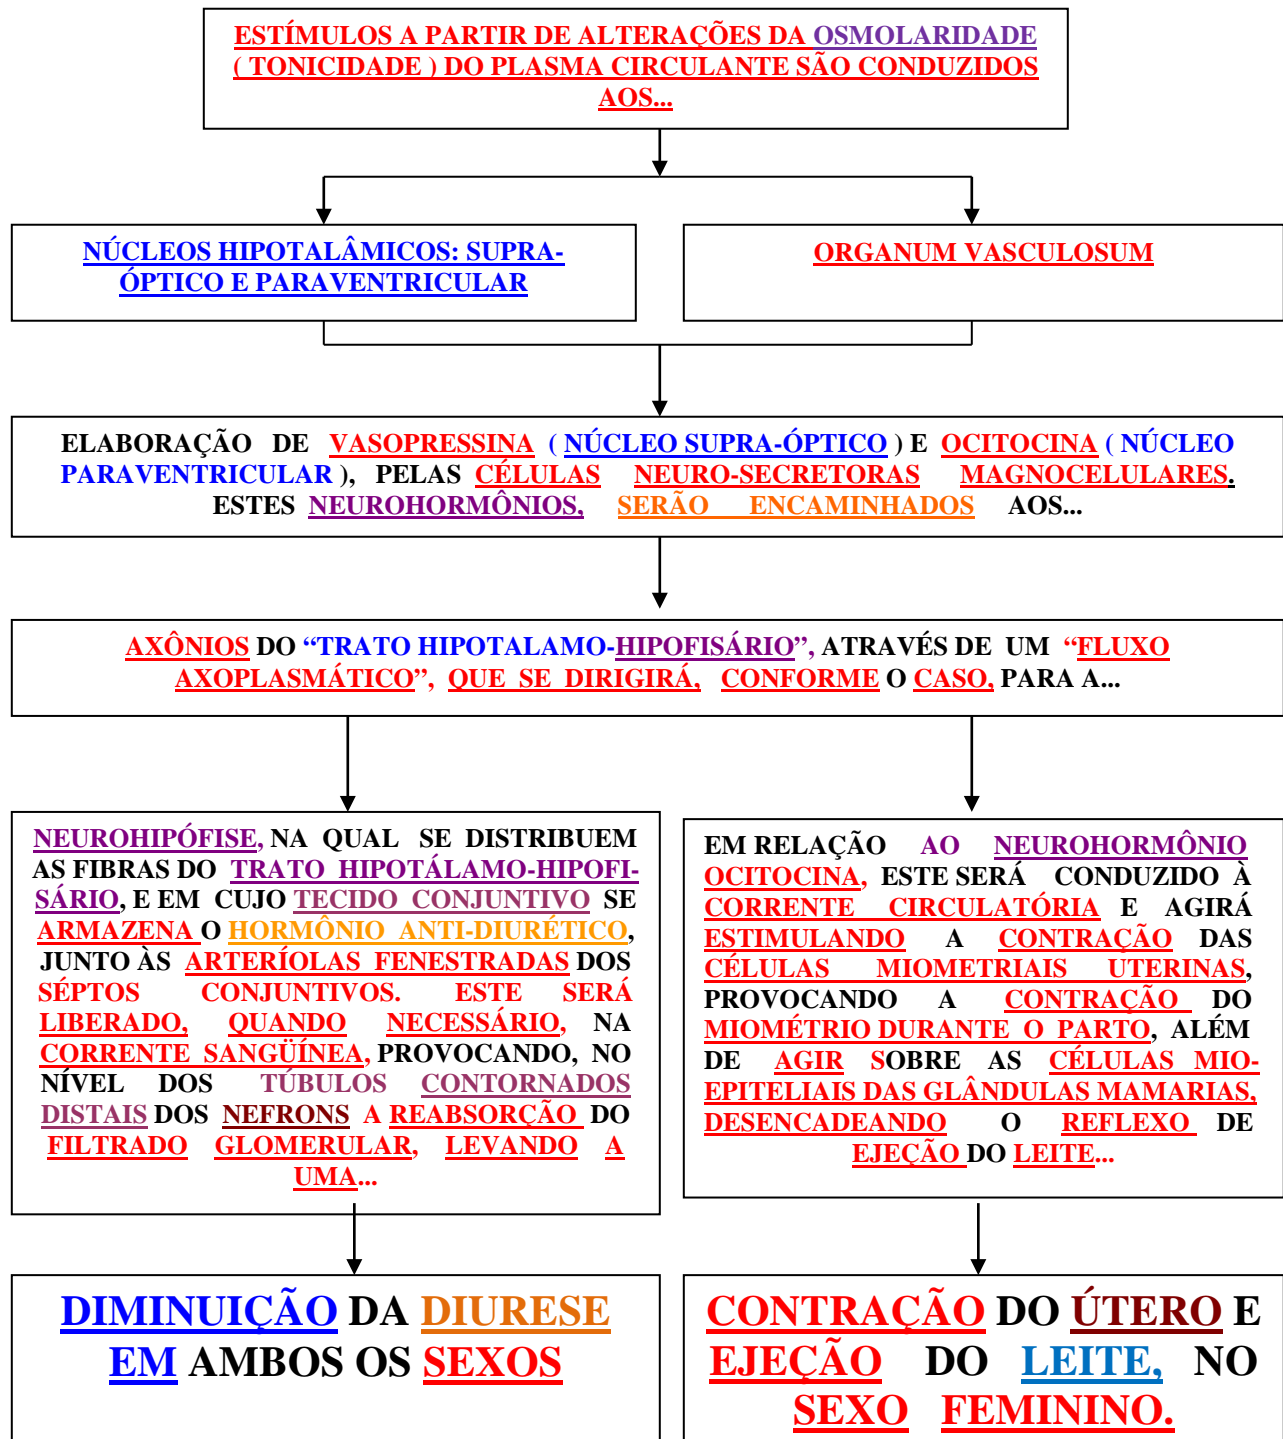 ESTÍMULOS A PARTIR DE ALTERAÇÕES DA OSMOLARIDADE
( TONICIDADE ) DO PLASMA CIRCULANTE SÃO CONDUZIDOS
AOS...
NÚCLEOS HIPOTALÂMICOS: SUPRA-
ÓPTICO E PARAVENTRICULAR
ORGANUM VASCULOSUM
ELABORAÇÃO DE VASOPRESSINA ( NÚCLEO SUPRA-ÓPTICO ) E OCITOCINA ( NÚCLEO
PARAVENTRICULAR ), PELAS CÉLULAS NEURO-SECRETORAS MAGNOCELULARES.
ESTES NEUROHORMÔNIOS, SERÃO ENCAMINHADOS AOS...
AXÔNIOS DO “TRATO HIPOTALAMO-HIPOFISÁRIO”, ATRAVÉS DE UM “FLUXO
AXOPLASMÁTICO”, QUE SE DIRIGIRÁ, CONFORME O CASO, PARA A...
NEUROHIPÓFISE, NA QUAL SE DISTRIBUEM
AS FIBRAS DO TRATO HIPOTÁLAMO-HIPOFI-
SÁRIO, E EM CUJO TECIDO CONJUNTIVO SE
ARMAZENA O HORMÔNIO ANTI-DIURÉTICO,
JUNTO ÀS ARTERÍOLAS FENESTRADAS DOS
SÉPTOS CONJUNTIVOS. ESTE SERÁ
LIBERADO, QUANDO NECESSÁRIO, NA
CORRENTE SANGÜÍNEA, PROVOCANDO, NO
NÍVEL DOS TÚBULOS CONTORNADOS
DISTAIS DOS NEFRONS A REABSORÇÃO DO
FILTRADO GLOMERULAR, LEVANDO A
UMA...
EM RELAÇÃO AO NEUROHORMÔNIO
OCITOCINA, ESTE SERÁ CONDUZIDO À
CORRENTE CIRCULATÓRIA E AGIRÁ
ESTIMULANDO A CONTRAÇÃO DAS
CÉLULAS MIOMETRIAIS UTERINAS,
PROVOCANDO A CONTRAÇÃO DO
MIOMÉTRIO DURANTE O PARTO, ALÉM
DE AGIR SOBRE AS CÉLULAS MIO-
EPITELIAIS DAS GLÂNDULAS MAMARIAS,
DESENCADEANDO O REFLEXO DE
EJEÇÃO DO LEITE...
DIMINUIÇÃO DA DIURESE
EM AMBOS OS SEXOS
CONTRAÇÃO DO ÚTERO E
EJEÇÃO DO LEITE, NO
SEXO FEMININO.